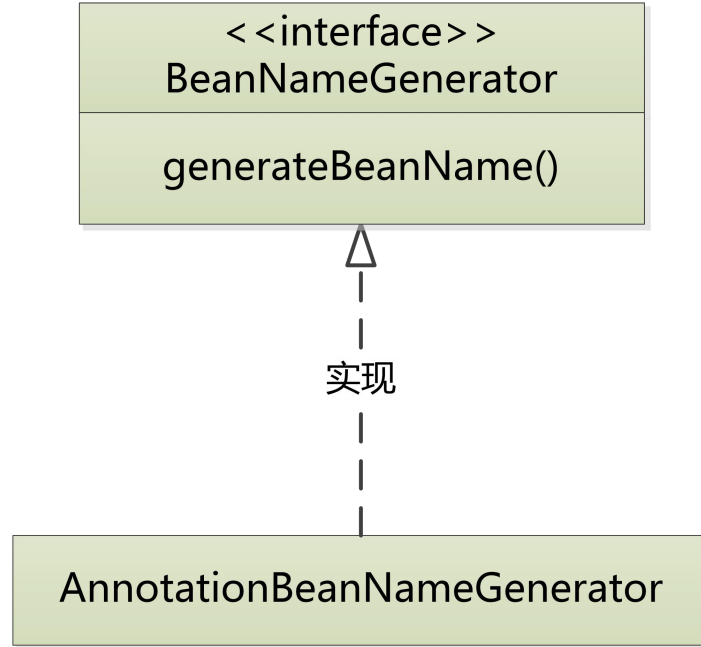 <<interface>>
BeanNameGenerator
generateBeanName()
实现
AnnotationBeanNameGenerator